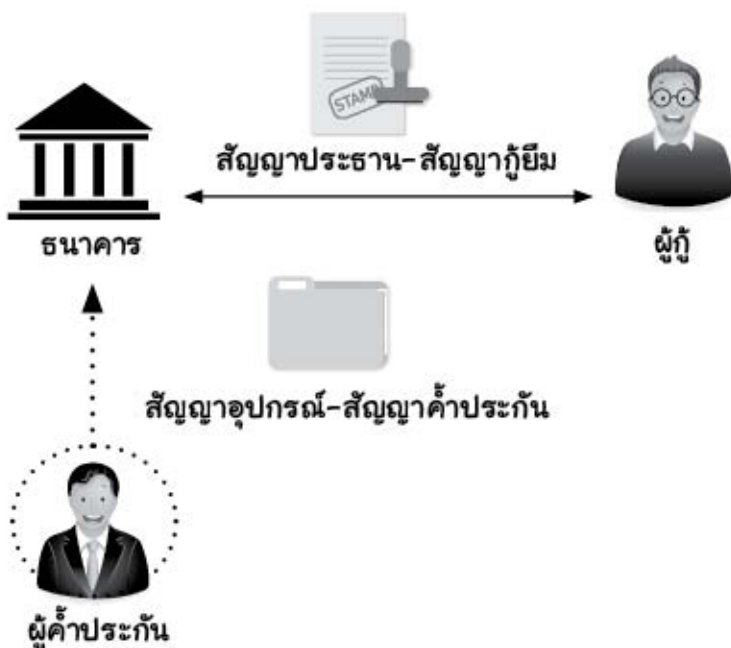 STAMP
สัญญาประธาน-สัญญากู้ยืม
ธนาคาร
ผู้กู้
สัญญาอุปกรณ์-สัญญาค้ำประกัน
ผู้ค้ำประกัน